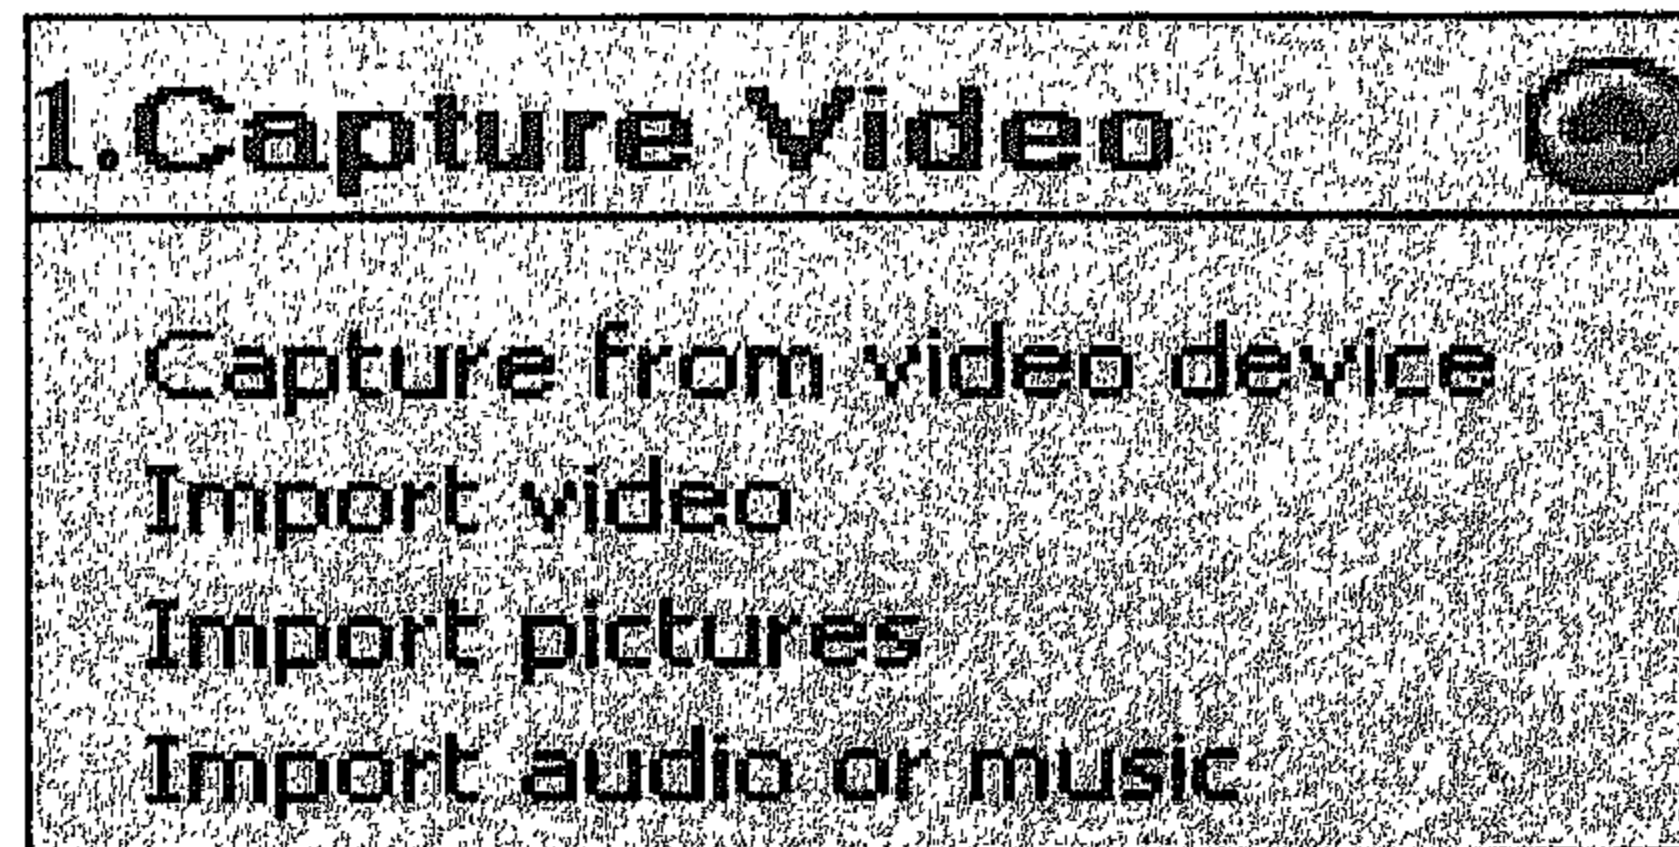 1.Capture Video
Capture from video device
Import video
Import pictures
Import audio or music